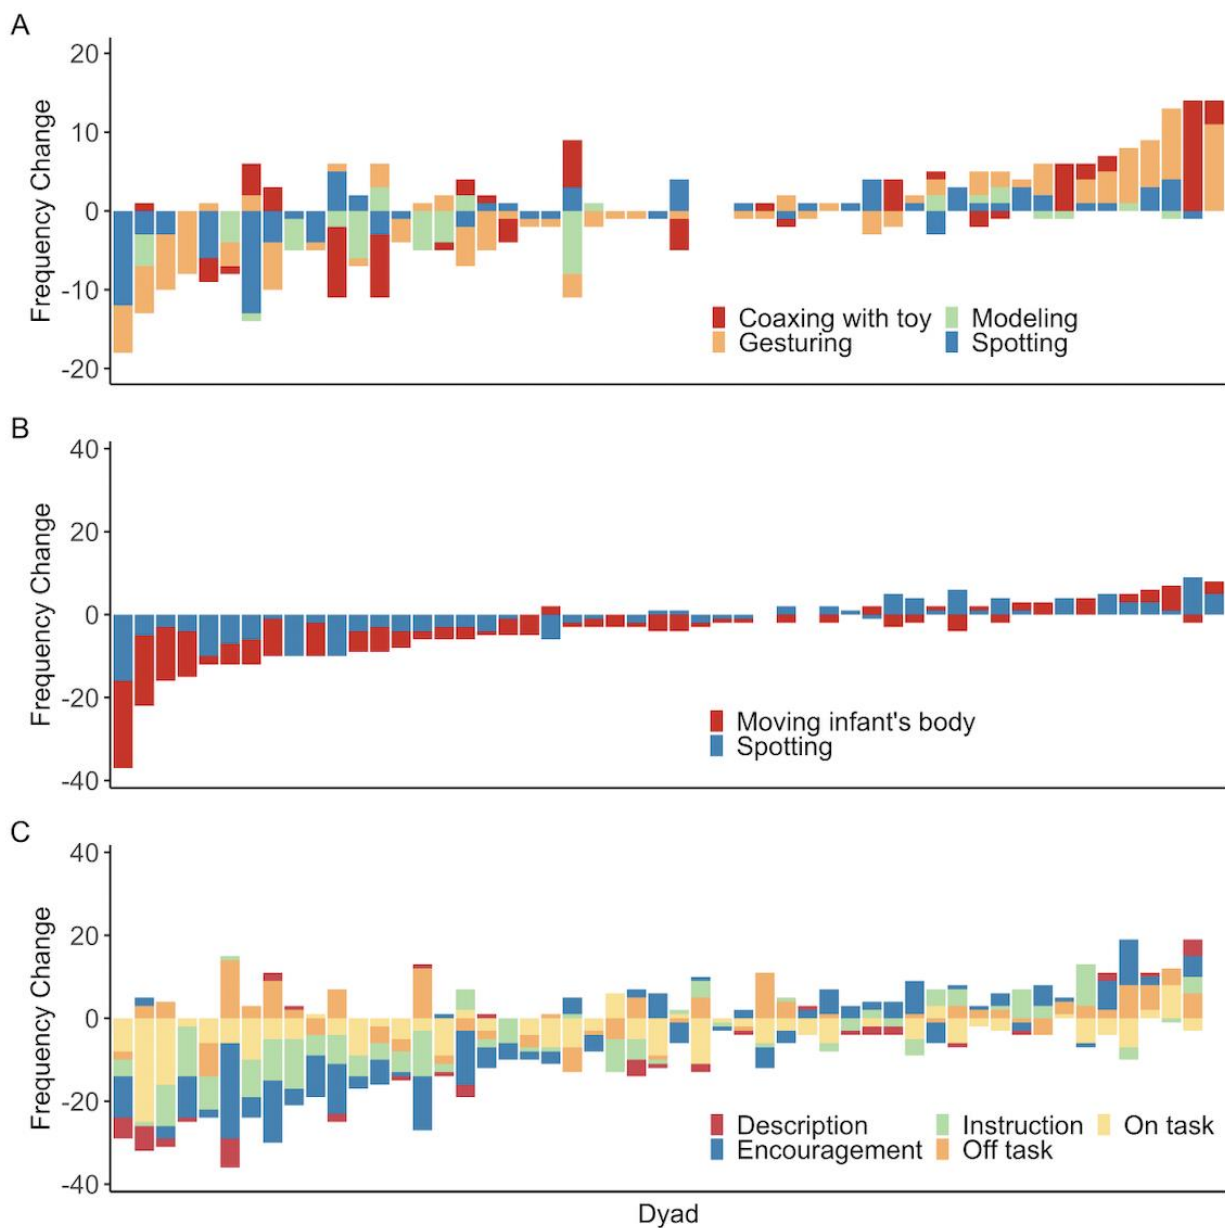 A
Frequency Change
20
10
0
-10
-20
Coaxing with toy
Modeling
Gesturing
Spotting
B
Frequency Change
40
20
0
-20
-40
Moving infant's body
Spotting
C
Frequency Change
40
20
0
-20
-40
Description
Instruction
On task
Encouragement
Off task
Dyad